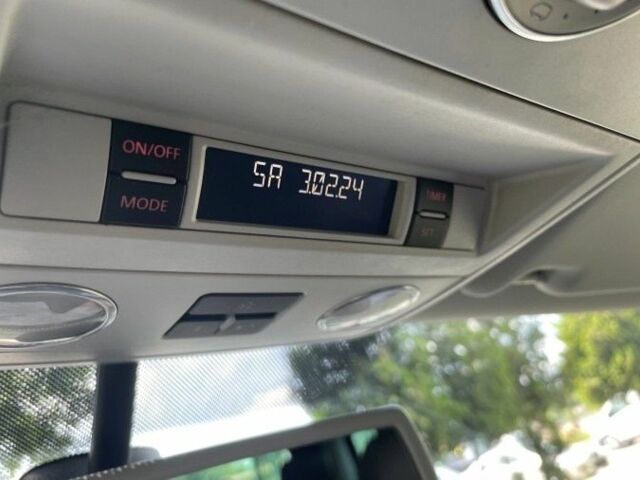 ON/OFF
SA 3.02.24
TIMER
MODE
SET